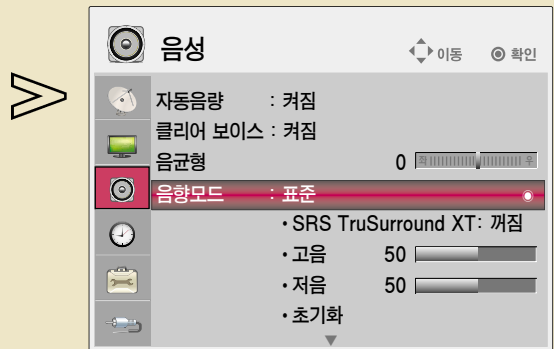 음성
이동 ◉ 확인
자동음량 : 켜짐
클리어 보이스 : 켜짐
음균형 0 좌 우
음향모드 : 표준
• SRS TruSurround XT: 꺼짐
• 고음 50
• 저음 50
• 초기화